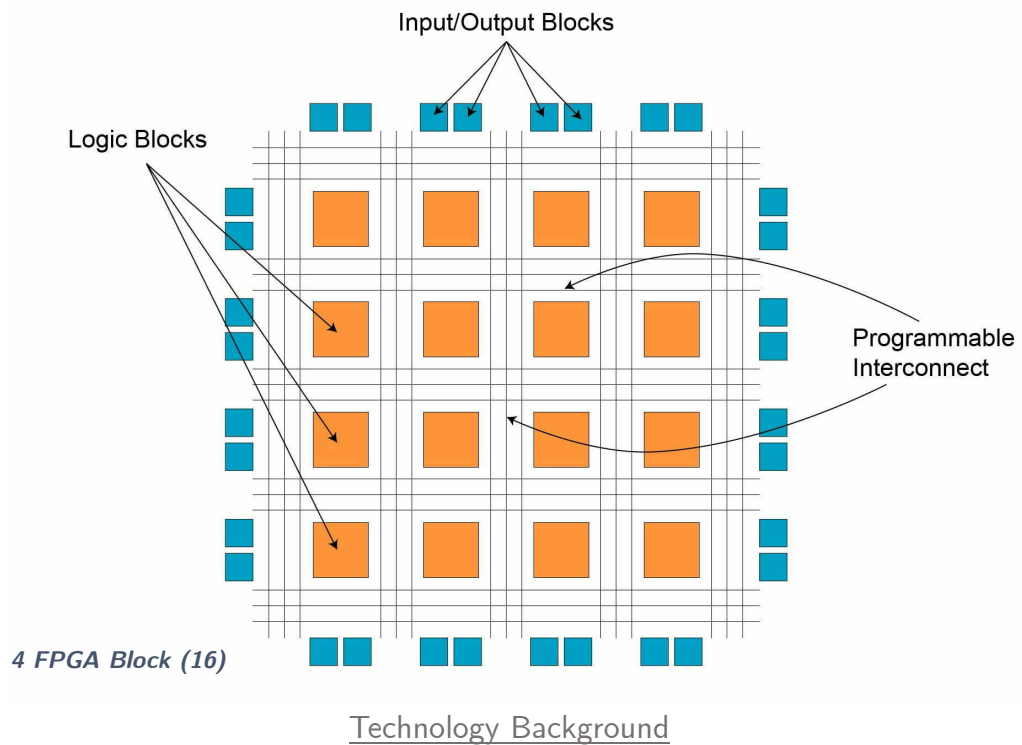 Input/Output Blocks
Logic Blocks
Programmable
Interconnect
4 FPGA Block (16)
Technology Background